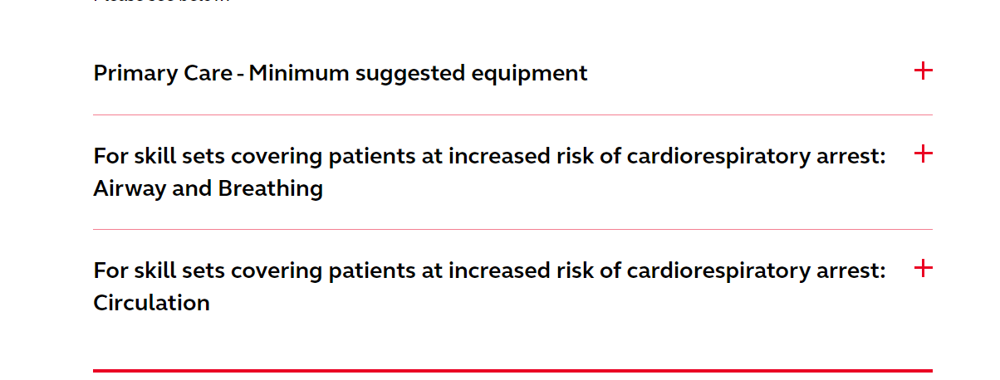 Primary Care - Minimum suggested equipment
For skill sets covering patients at increased risk of cardiorespiratory arrest:
Airway and Breathing
For skill sets covering patients at increased risk of cardiorespiratory arrest:
Circulation